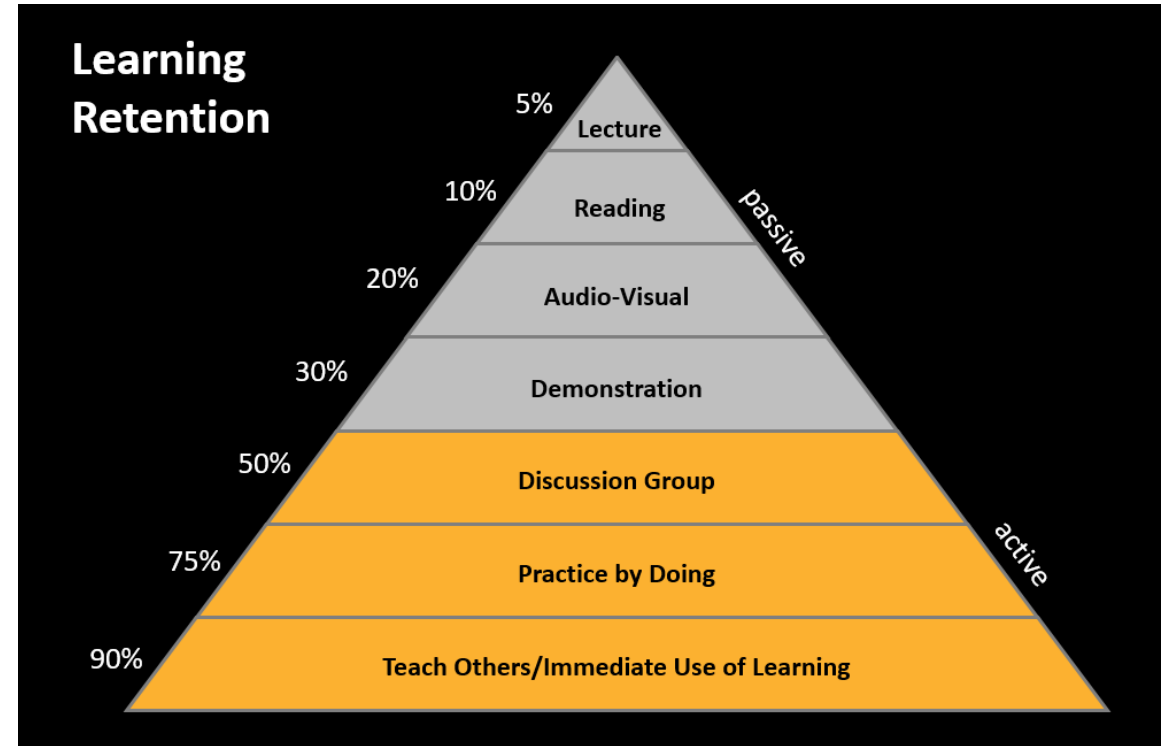 Learning
Retention
5%
Lecture
10%
Reading
passive
20%
Audio-Visual
30%
Demonstration
50%
Discussion Group
active
75%
Practice by Doing
90%
Teach Others/Immediate Use of Learning